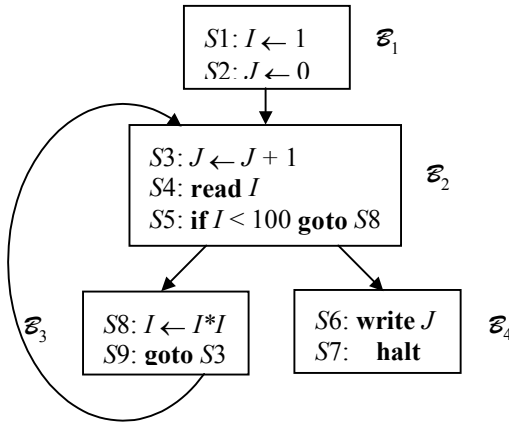 S1: I ← 1
S2: J ← 0
ℬ1
S3: J ← J + 1
S4: read I
S5: if I < 100 goto S8
ℬ2
ℬ3
S8: I ← I*I
S9: goto S3
S6: write J
S7: halt
ℬ4